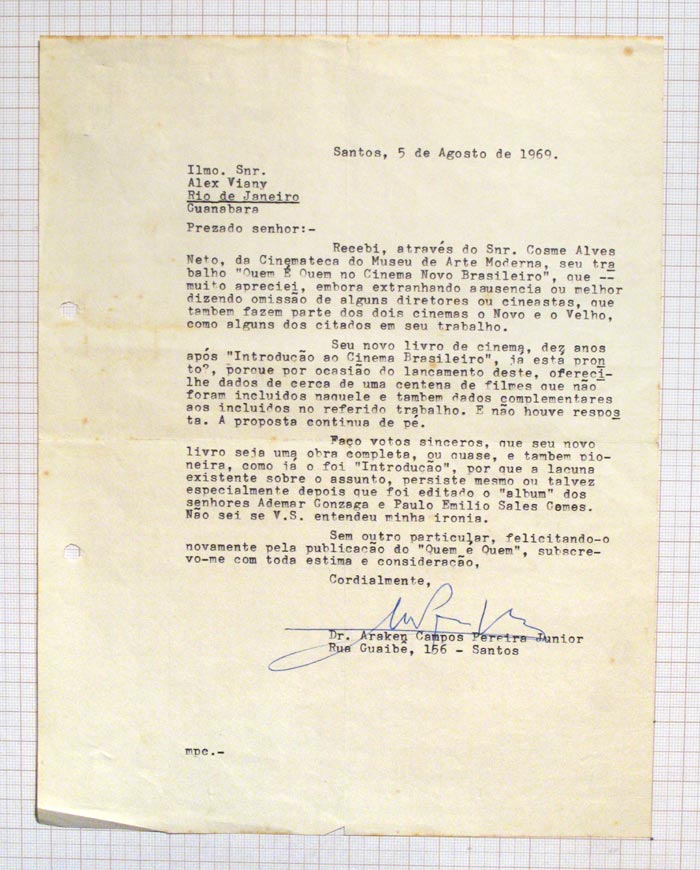 Santos, 5 de Agosto de 1969.
Ilmo. Snr.
Alex Viany
Rio de Janeiro
Guanabara
Prezado senhor:-
Recebi, através do Snr. Cosme Alves
Neto, da Cinemateca do Museu de Arte Moderna, seu tra
balho "Quem É Quem no Cinema Novo Brasileiro", que --
muito apreciei, embora extranhando aausencia ou melhor
dizendo omissão de alguns diretores ou cineastas, que
tambem fazem parte dos dois cinemas o Novo e o Velho,
como alguns dos citados em seu trabalho.
Seu novo livro de cinema, dez anos
após "Introducão ao Cinema Brasileiro", ja está pron
to?, porque por ocasião do lancamento deste, ofereci-
lhe dados de cerca de uma centena de filmes que não
foram incluidos naquele e tambem dados complementares
aos incluidos no referido trabalho. E não houve respos
ta. A proposta continua de pé.
Faço votos sinceros, que seu novo
livro seja uma obra completa, ou quase, e tambem pio-
neira, como já o foi "Introdução", por que a lacuna
existente sobre o assunto, persiste mesmo ou talvez
especialmente depois que foi editado o "album" dos
senhores Ademar Gonzaga e Paulo Emilio Sales Gomes.
Não sei se V.S. entendeu minha ironia.
Sem outro particular, felicitando-o
novamente pela publicacão do "Quem é Quem", subscre-
vo-me com toda estima e consideração,
Cordialmente,
Dr. Araken Campos Pereira Junior
Rua Guaibê, 156 - Santos
mpc.-